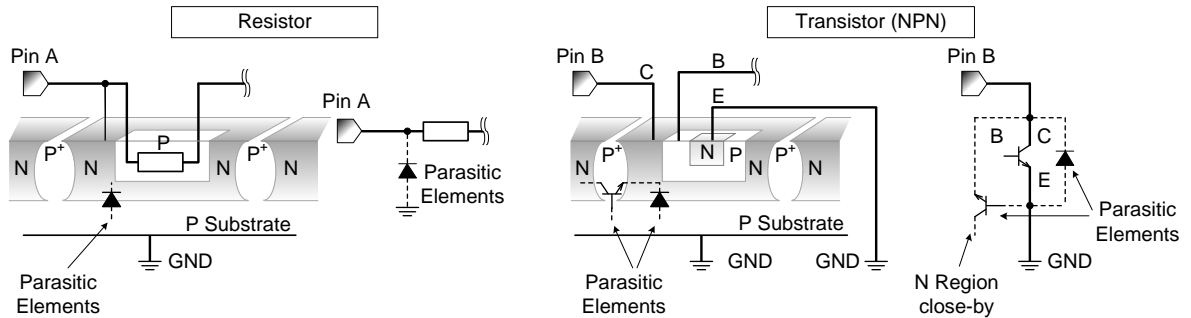 Resistor
Transistor (NPN)
Pin A
Pin B
Pin B
C
B
E
Pin A
N
P+
N
P
P+
N
N
P+
N
N
P
P+
N
B
C
E
Parasitic
Elements
P Substrate
P Substrate
Parasitic
Elements
GND
GND
GND
GND
Parasitic
Elements
Parasitic
Elements
N Region
close-by